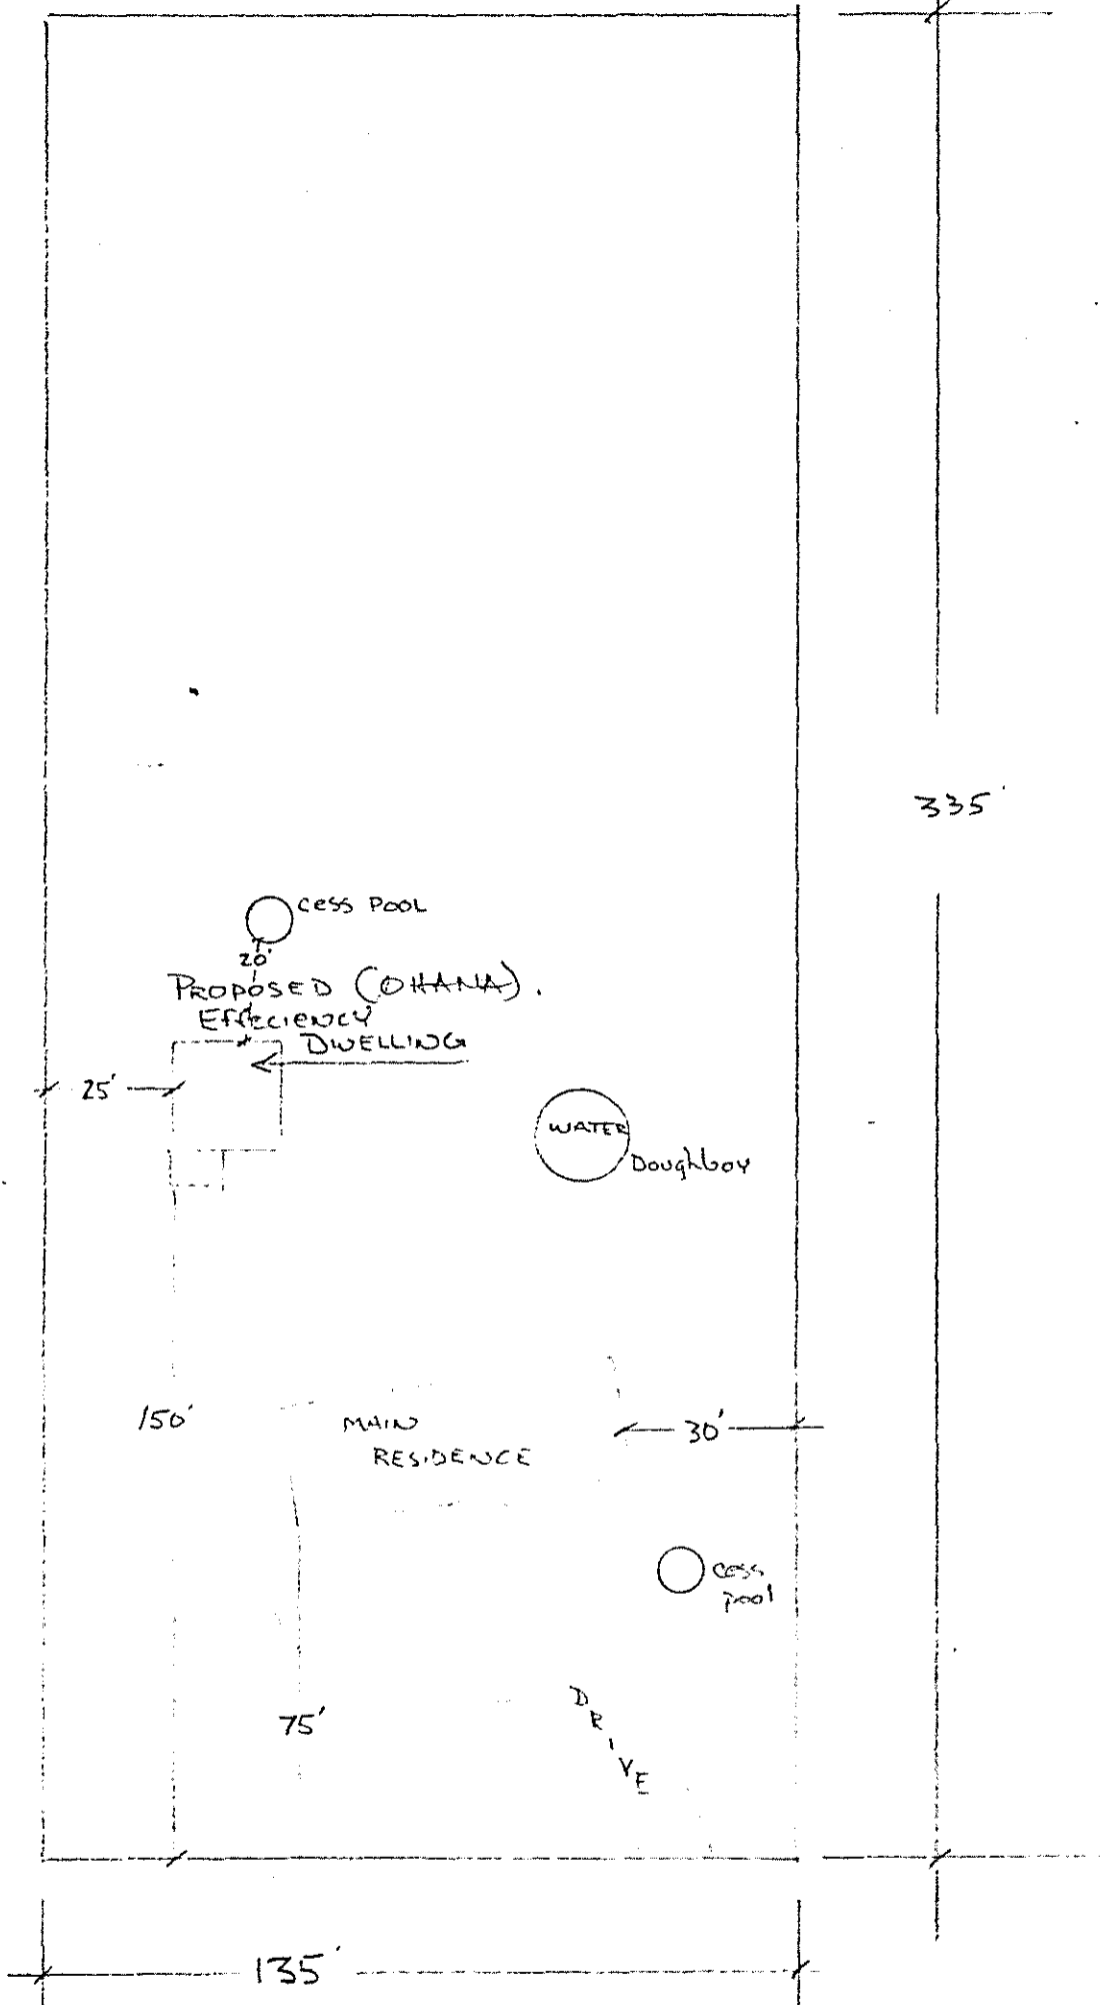 335'
cess POOL
20'
PROPOSED (OHANA).
EFFECIENCY
DWELLING
25'
WATER
Doughboy
150'
MAIN
RESIDENCE
30'
cess
pool
75'
DRIVE
135'